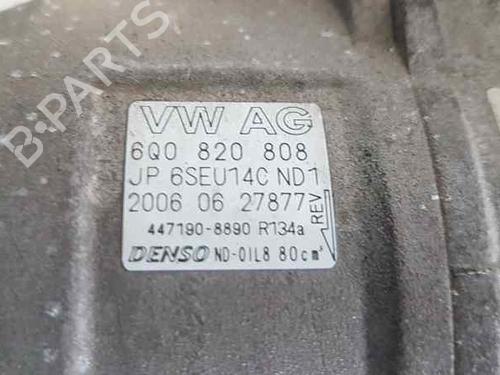 B-PARTS
VW AG
6Q0 820 808
JP 6SEU14C ND1
2006 06 27877
REV
447190-8890 R134a
DENSO ND-OIL8 80cm³